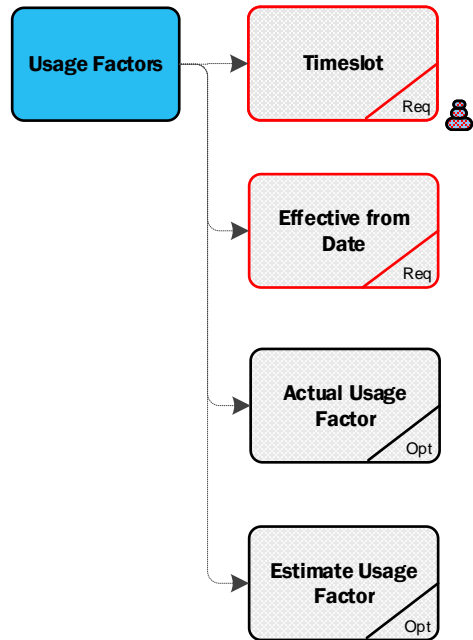 Usage Factors
Timeslot
Req
Effective from
Date
Req
Actual Usage
Factor
Opt
Estimate Usage
Factor
Opt